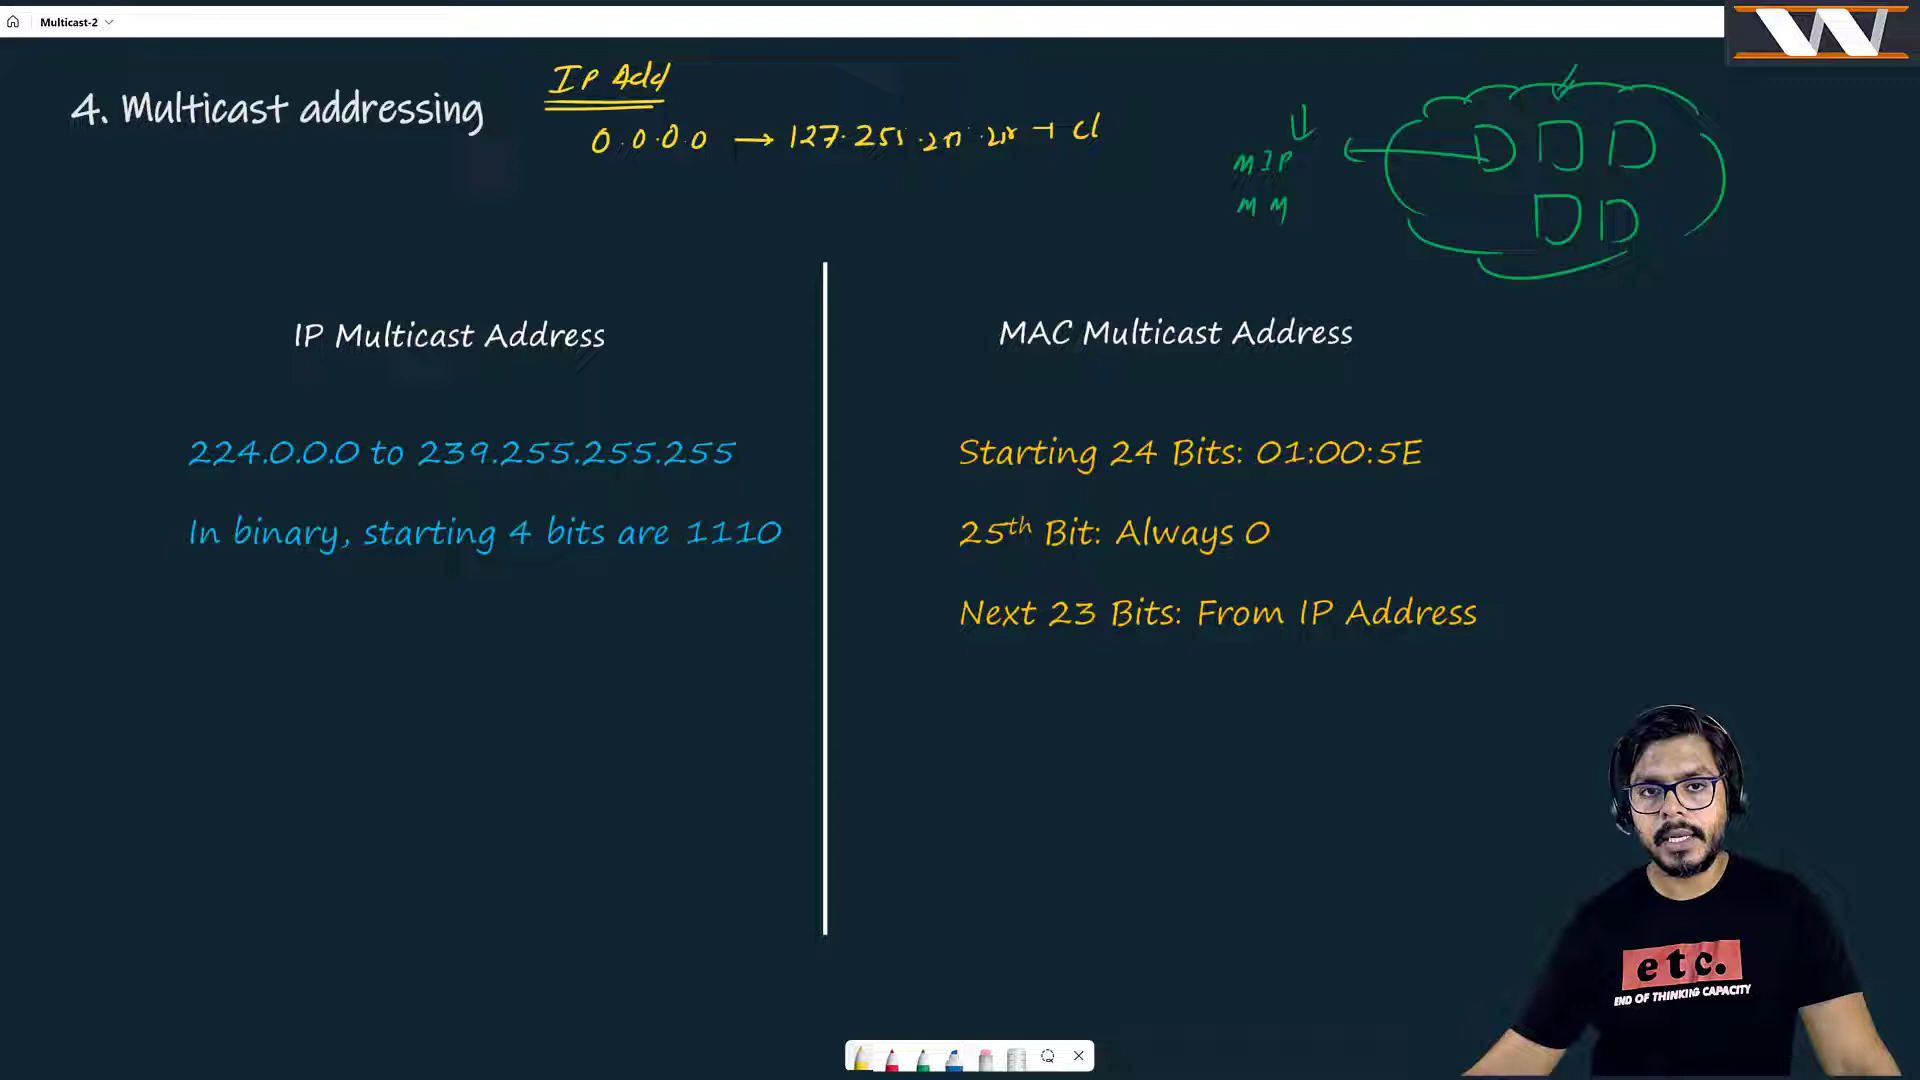 Multicast-2
W
4. Multicast addressing
IP Add
0.0.0.0 → 127.255.255.255 → Cl
MIP
MM
IP Multicast Address
224.0.0.0 to 239.255.255.255
In binary, starting 4 bits are 1110
MAC Multicast Address
Starting 24 Bits: 01:00:5E
25th Bit: Always 0
Next 23 Bits: From IP Address
etc.
END OF THINKING CAPACITY